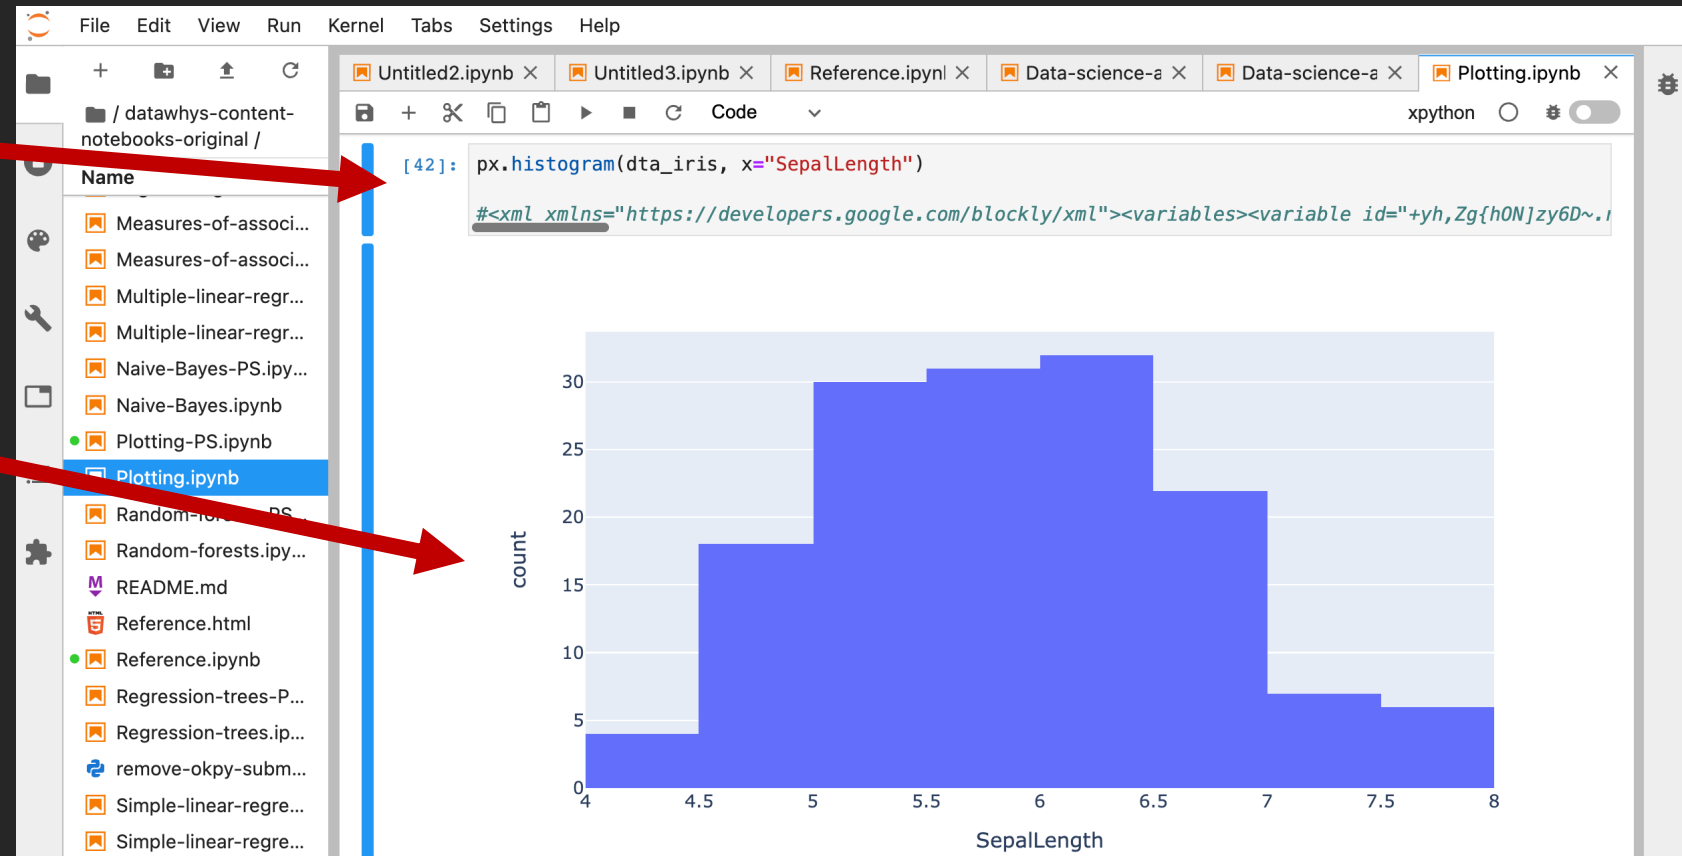 File Edit View Run Kernel Tabs Settings Help
/ datawhys-content-
notebooks-original /
Name
Measures-of-associ...
Measures-of-associ...
Multiple-linear-regr...
Multiple-linear-regr...
Naive-Bayes-PS.ipy...
Naive-Bayes.ipynb
Plotting-PS.ipynb
Plotting.ipynb
Random-forests-PS...
Random-forests.ipy...
README.md
Reference.html
Reference.ipynb
Regression-trees-P...
Regression-trees.ip...
remove-okpy-subm...
Simple-linear-regre...
Simple-linear-regre...
Untitled2.ipynb Untitled3.ipynb Reference.ipyn Data-science-a Data-science-a Plotting.ipynb
Code xpython
[42]: px.histogram(dta_iris, x="SepalLength")
#<xml xmlns="https://developers.google.com/blockly/xml"><variables><variable id="+yh,Zg{hON]zy6D~.r
30
25
20
15
10
5
0
count
4 4.5 5 5.5 6 6.5 7 7.5 8
SepalLength